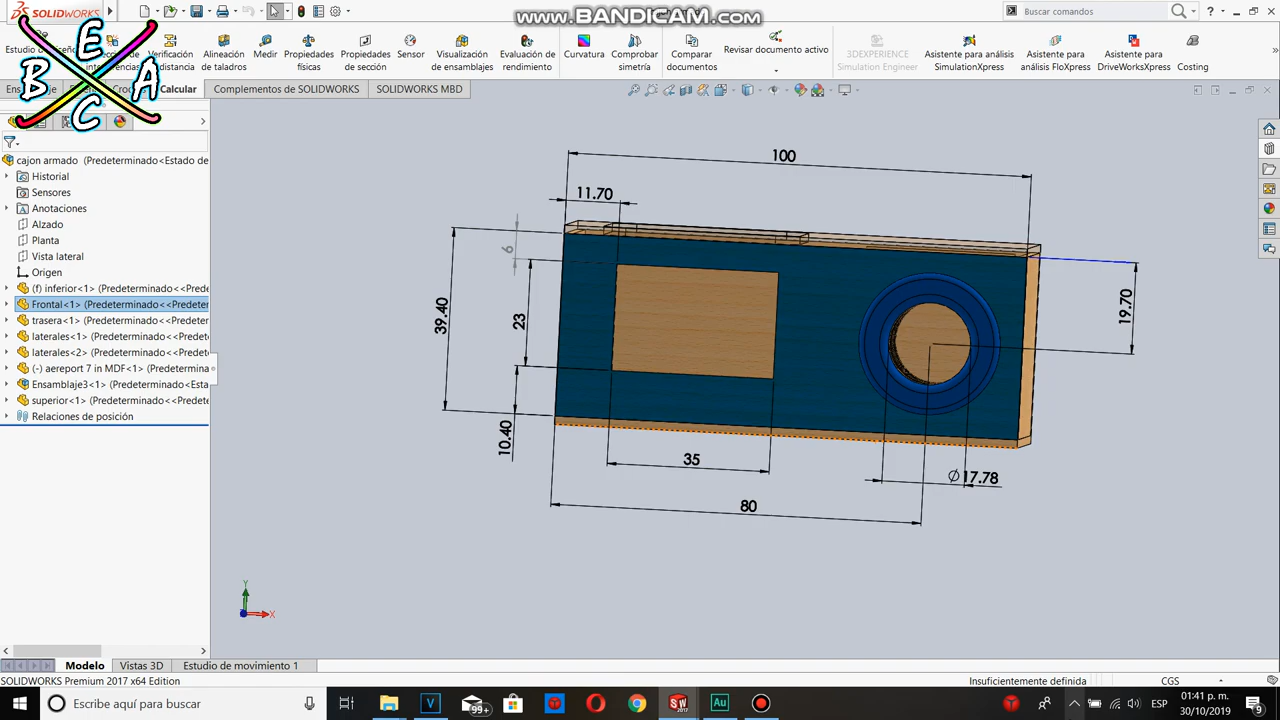 SOLIDWORKS
www.BANDICAM.com
Buscar comandos
Verificación
distancia
Alineación
de taladros
Medir
Propiedades
físicas
Propiedades
de sección
Sensor
Visualización
de ensamblajes
Evaluación de
rendimiento
Curvatura
Comprobar
simetría
Comparar
documentos
Revisar documento activo
3DEXPERIENCE
Simulation Engineer
Asistente para análisis
SimulationXpress
Asistente para
análisis FloXpress
Asistente para
DriveWorksXpress
Costing
E
B
A
C
Calcular
Complementos de SOLIDWORKS
SOLIDWORKS MBD
cajon armado (Predeterminado<Estado de
Historial
Sensores
Anotaciones
Alzado
Planta
Vista lateral
Origen
(f) inferior<1> (Predeterminado<<Prede
Frontal<1> (Predeterminado<<Predeter
trasera<1> (Predeterminado<<Predeterm
laterales<1> (Predeterminado<<Predet
laterales<2> (Predeterminado<<Predet
(-) aereport 7 in MDF<1> (Predetermina
Ensamblaje3<1> (Predeterminado<Esta
superior<1> (Predeterminado<<Predete
Relaciones de posición
100
11.70
6
39.40
23
19.70
10.40
35
Ø17.78
80
Y
X
Modelo
Vistas 3D
Estudio de movimiento 1
SOLIDWORKS Premium 2017 x64 Edition
Insuficientemente definida
CGS
Escribe aquí para buscar
99+
V
SW
2017
Au
ESP
01:41 p. m.
30/10/2019